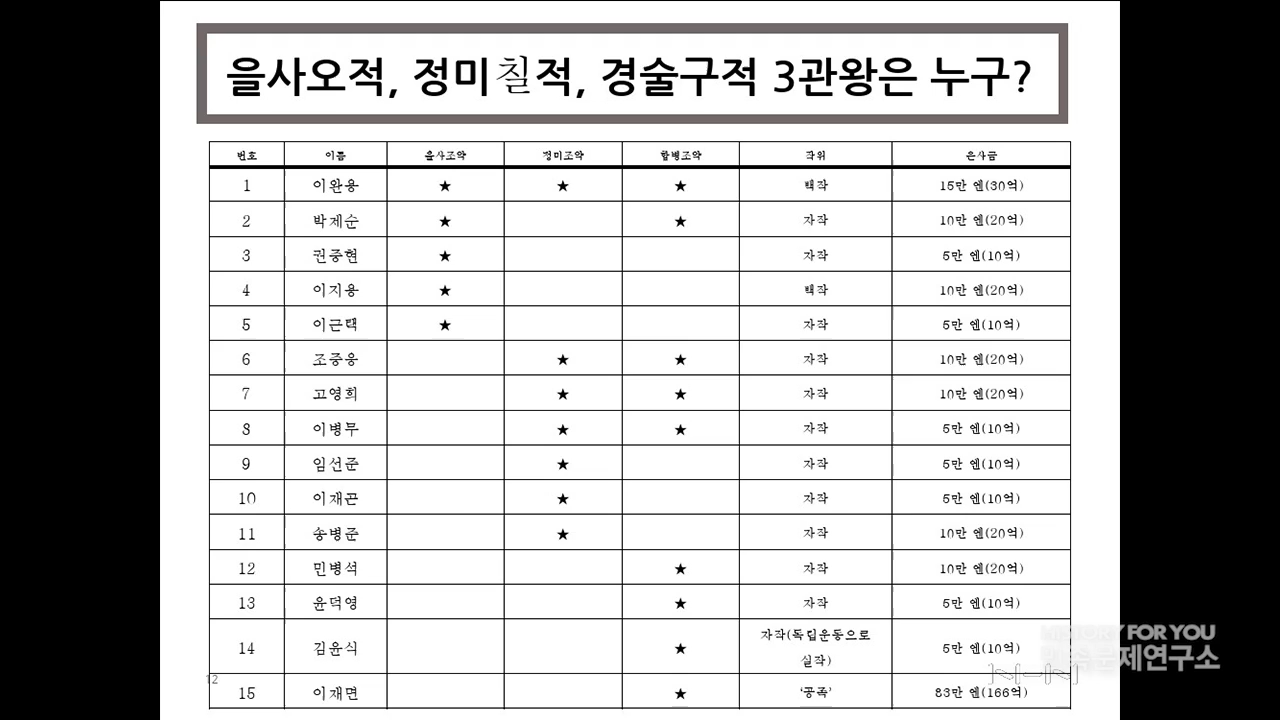 을사오적, 정미칠적, 경술구적 3관왕은 누구?
번호 이름 을사조약 정미조약 합병조약 작위 은사금
1 이완용 ★ ★ ★ 백작 15만 엔(30억)
2 박제순 ★ ★ 자작 10만 엔(20억)
3 권중현 ★ 자작 5만 엔(10억)
4 이지용 ★ 백작 10만 엔(20억)
5 이근택 ★ 자작 5만 엔(10억)
6 조중응 ★ ★ 자작 10만 엔(20억)
7 고영희 ★ ★ 자작 10만 엔(20억)
8 이병무 ★ ★ 자작 5만 엔(10억)
9 임선준 ★ 자작 5만 엔(10억)
10 이재곤 ★ 자작 5만 엔(10억)
11 송병준 ★ 자작 10만 엔(20억)
12 민병석 ★ 자작 10만 엔(20억)
13 윤덕영 ★ 자작 5만 엔(10억)
14 김윤식 ★ 자작(독립운동으로
실작) 5만 엔(10억)
15 이재면 ★ '공족' 83만 엔(166억)
12
HISTORY FOR YOU
민족문제연구소